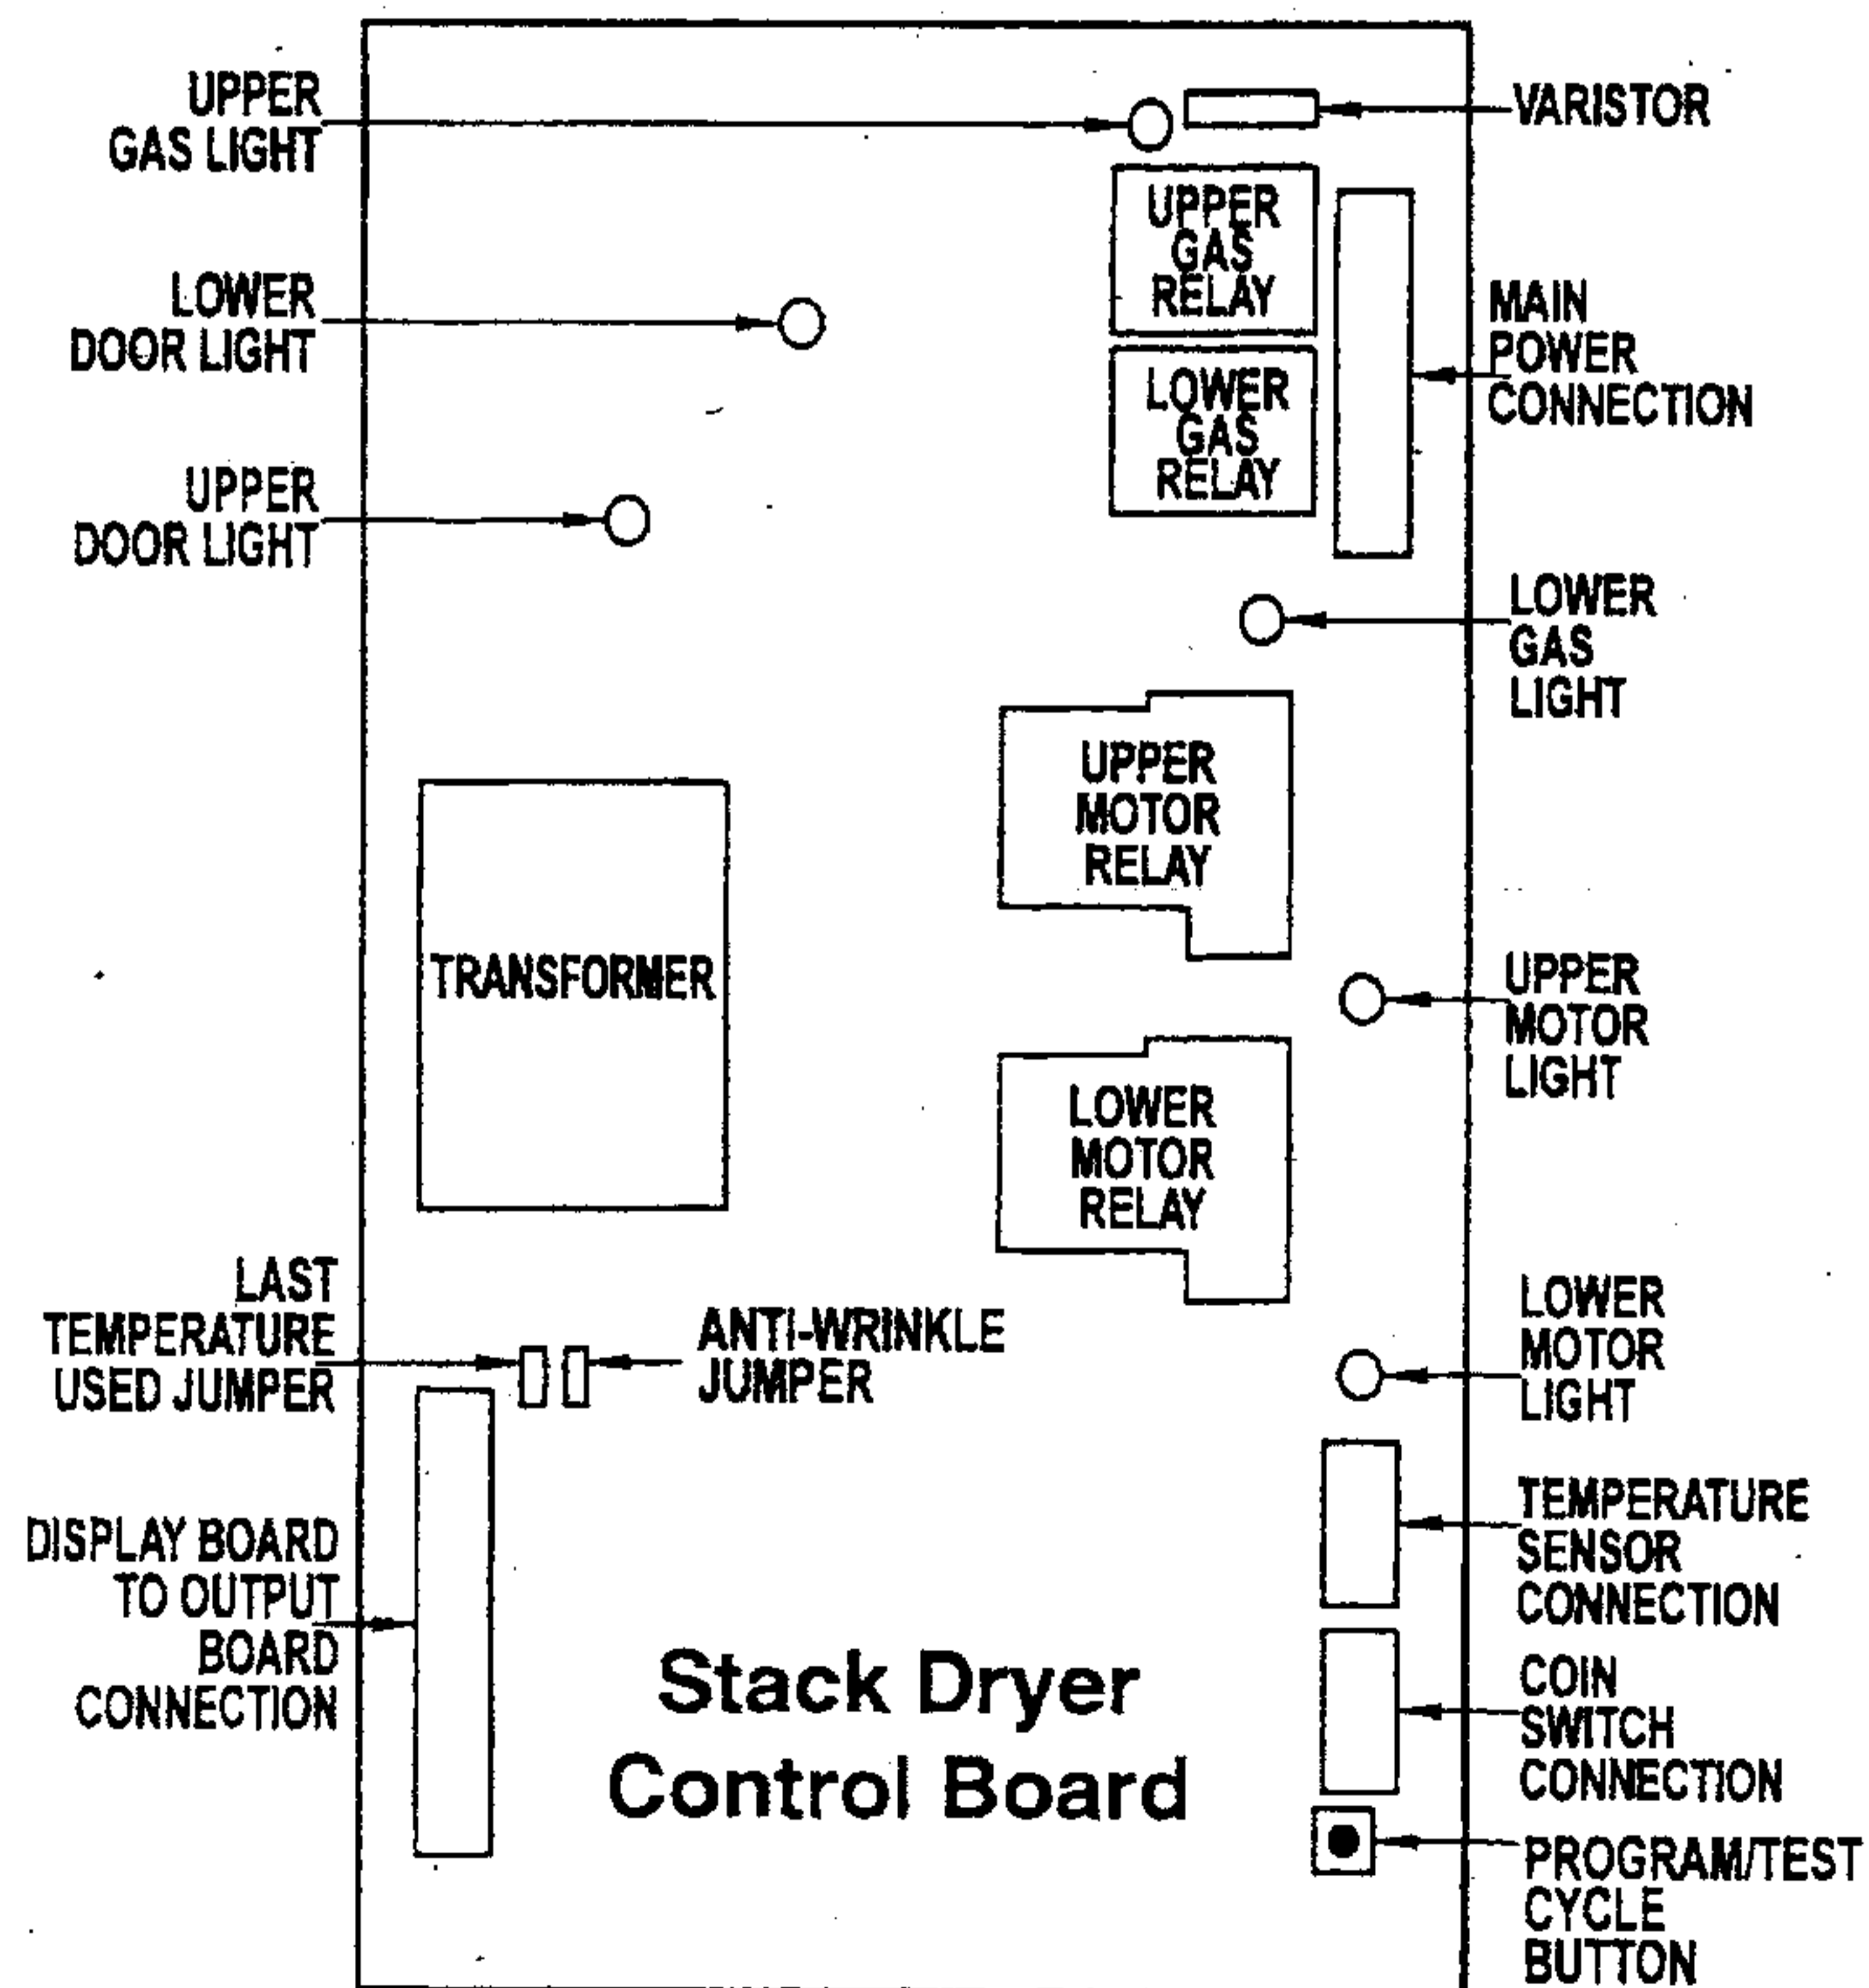 UPPER
GAS LIGHT
VARISTOR
UPPER
GAS
RELAY
LOWER
DOOR LIGHT
MAIN
POWER
CONNECTION
LOWER
GAS
RELAY
UPPER
DOOR LIGHT
LOWER
GAS
LIGHT
UPPER
MOTOR
RELAY
TRANSFORMER
UPPER
MOTOR
LIGHT
LOWER
MOTOR
RELAY
LAST
TEMPERATURE
USED JUMPER
ANTI-WRINKLE
JUMPER
LOWER
MOTOR
LIGHT
TEMPERATURE
SENSOR
CONNECTION
DISPLAY BOARD
TO OUTPUT
BOARD
CONNECTION
COIN
SWITCH
CONNECTION
Stack Dryer
Control Board
PROGRAM/TEST
CYCLE
BUTTON